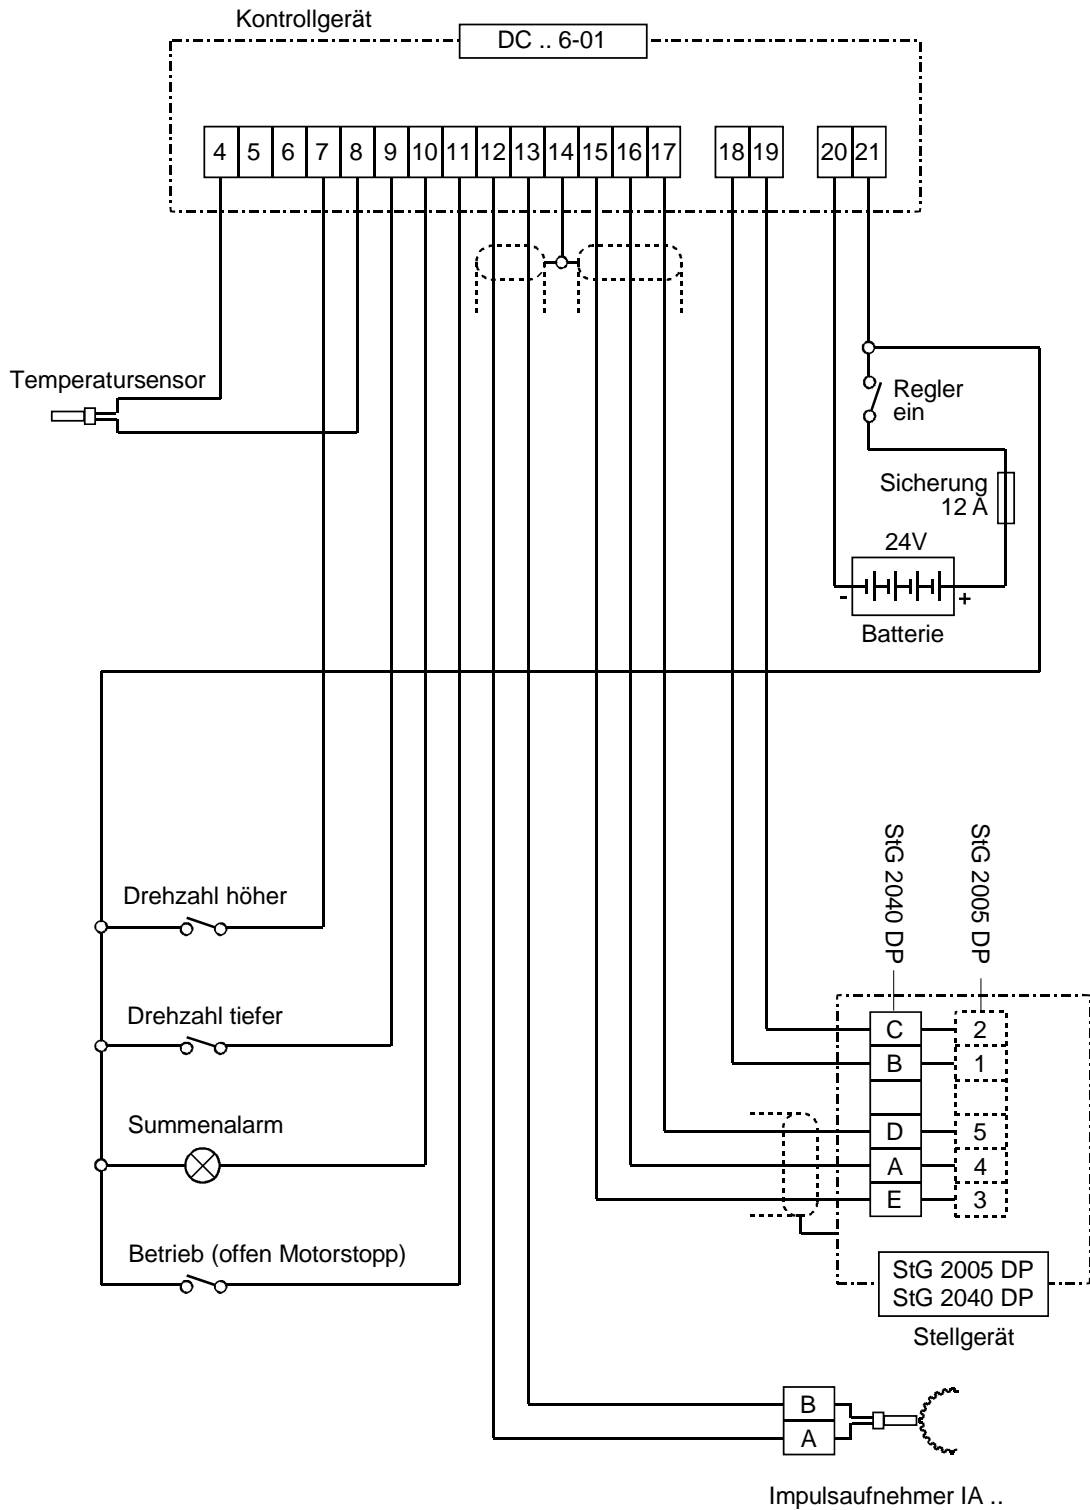 Kontrollgerät
DC .. 6-01
4 5 6 7 8 9 10 11 12 13 14 15 16 17 18 19 20 21
Temperatursensor
Regler
ein
Sicherung
12 A
24V
- +
Batterie
StG 2040 DP
StG 2005 DP
Drehzahl höher
Drehzahl tiefer
Summenalarm
Betrieb (offen Motorstopp)
C 2
B 1
D 5
A 4
E 3
StG 2005 DP
StG 2040 DP
Stellgerät
B
A
Impulsaufnehmer IA ..